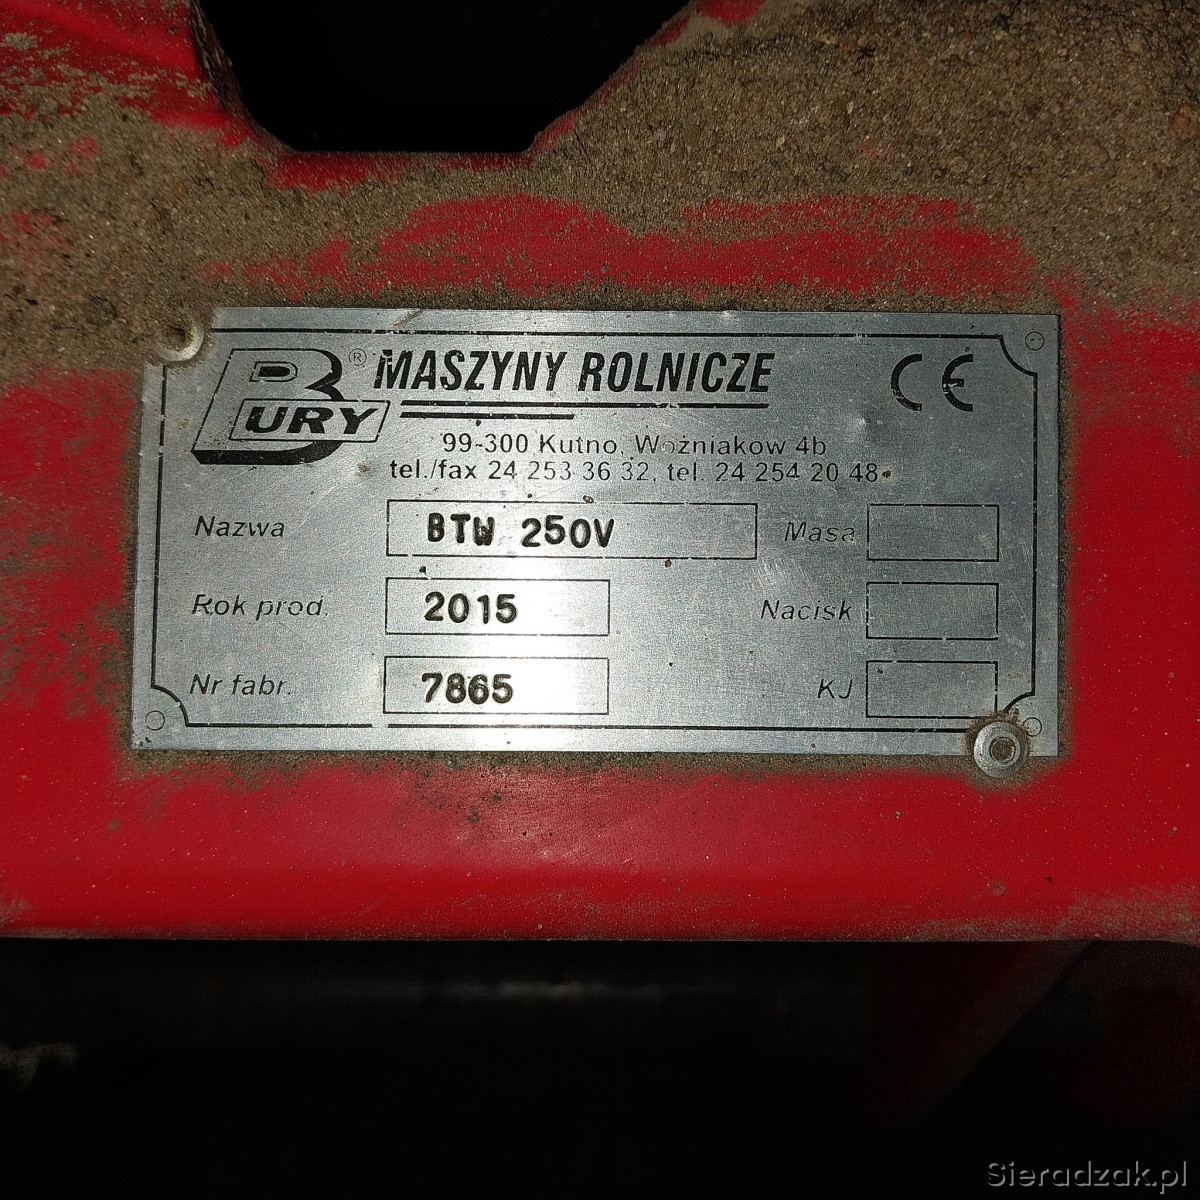 BURY ® MASZYNY ROLNICZE CE
99-300 Kutno, Woźniaków 4b
tel./fax 24 253 36 32, tel. 24 254 20 48
Nazwa BTW 250V Masa
Rok prod. 2015 Nacisk
Nr fabr. 7865 KJ
Sieradzak.pl